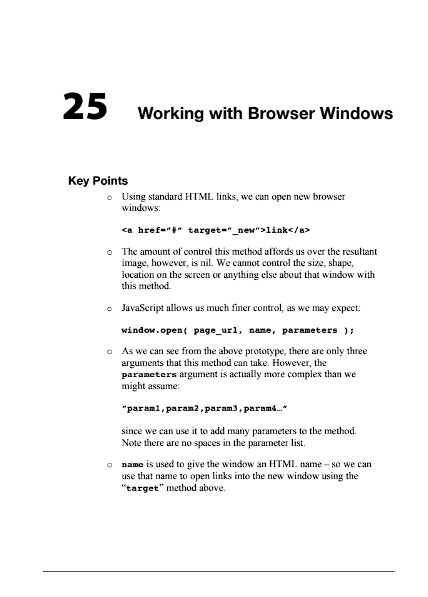 25 Working with Browser Windows
Key Points
o Using standard HTML links, we can open new browser
windows:
<a href=”#” target=”_new”>link</a>
o The amount of control this method affords us over the resultant
image, however, is nil. We cannot control the size, shape,
location on the screen or anything else about that window with
this method.
o JavaScript allows us much finer control, as we may expect:
window.open( page_url, name, parameters );
o As we can see from the above prototype, there are only three
arguments that this method can take. However, the
parameters argument is actually more complex than we
might assume:
”param1,param2,param3,param4…”
since we can use it to add many parameters to the method.
Note there are no spaces in the parameter list.
o name is used to give the window an HTML name – so we can
use that name to open links into the new window using the
“target” method above.